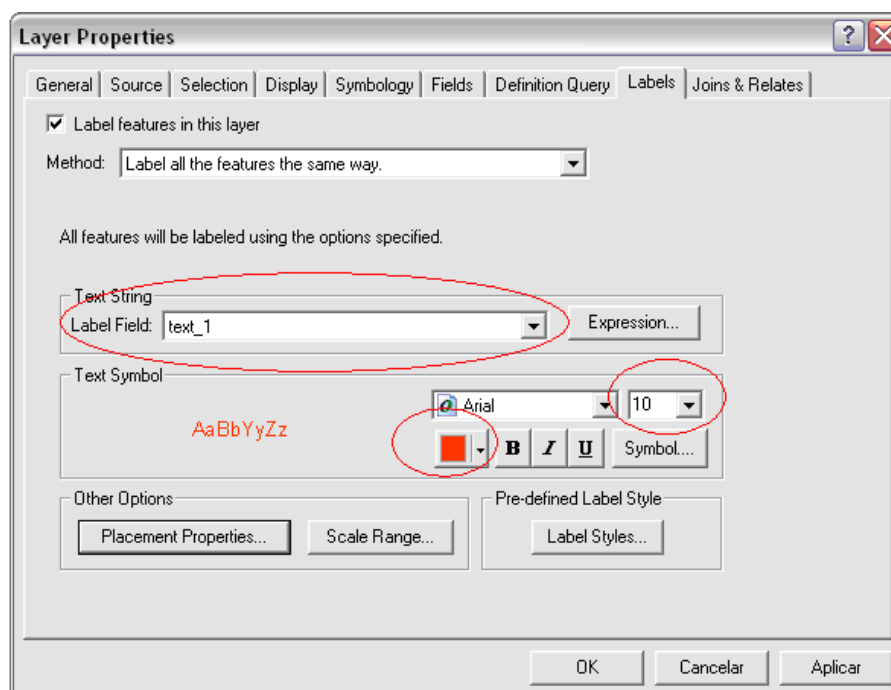 Layer Properties
General Source Selection Display Symbology Fields Definition Query Labels Joins & Relates
Label features in this layer
Method: Label all the features the same way.
All features will be labeled using the options specified.
Text String
Label Field: text_1 Expression...
Text Symbol
Arial 10
AaBbYyZz
B I U Symbol....
Other Options Pre-defined Label Style
Placement Properties... Scale Range... Label Styles...
OK Cancelar Aplicar